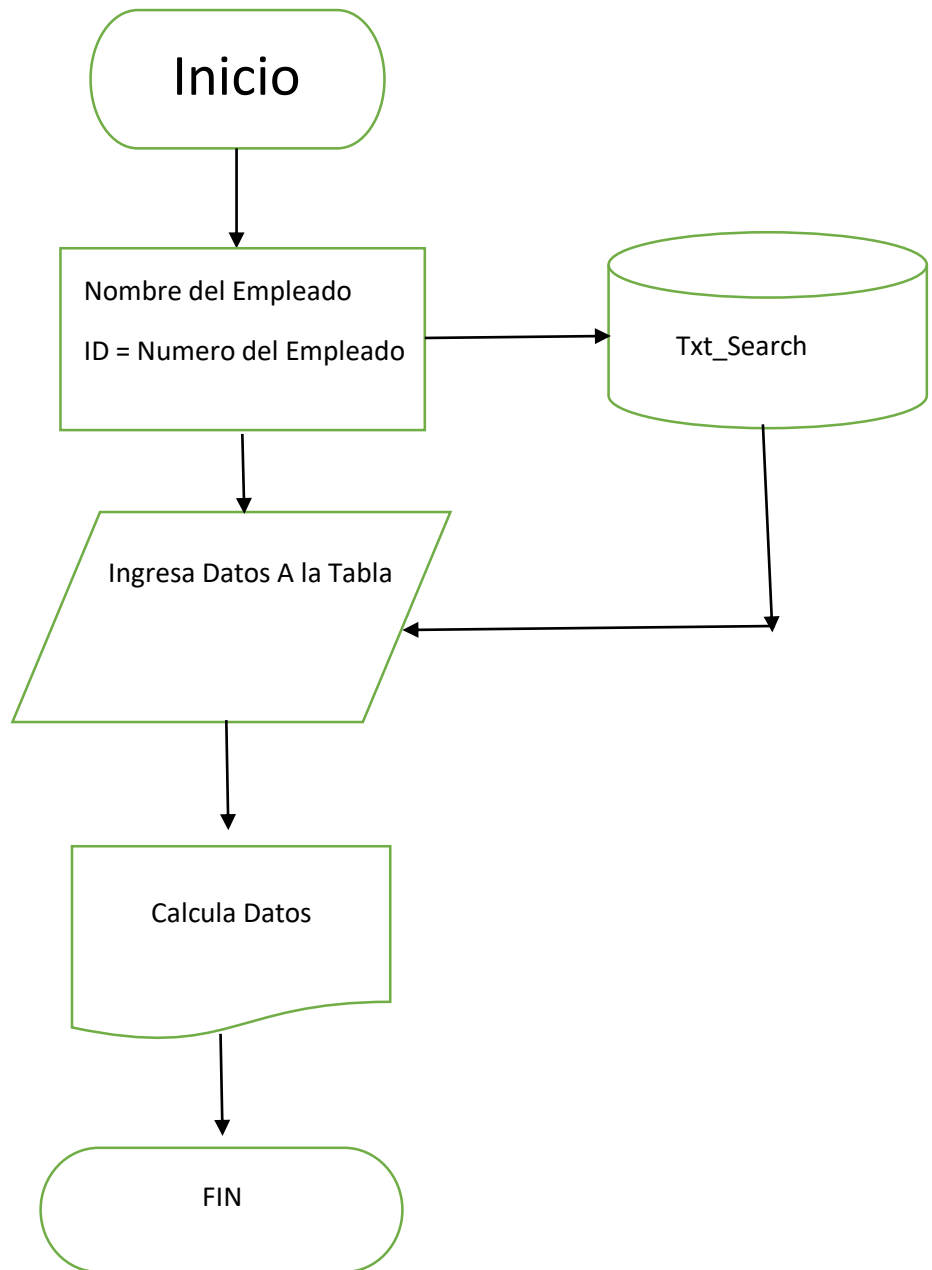 Inicio
Nombre del Empleado
ID = Numero del Empleado
Txt_Search
Ingresa Datos A la Tabla
Calcula Datos
FIN